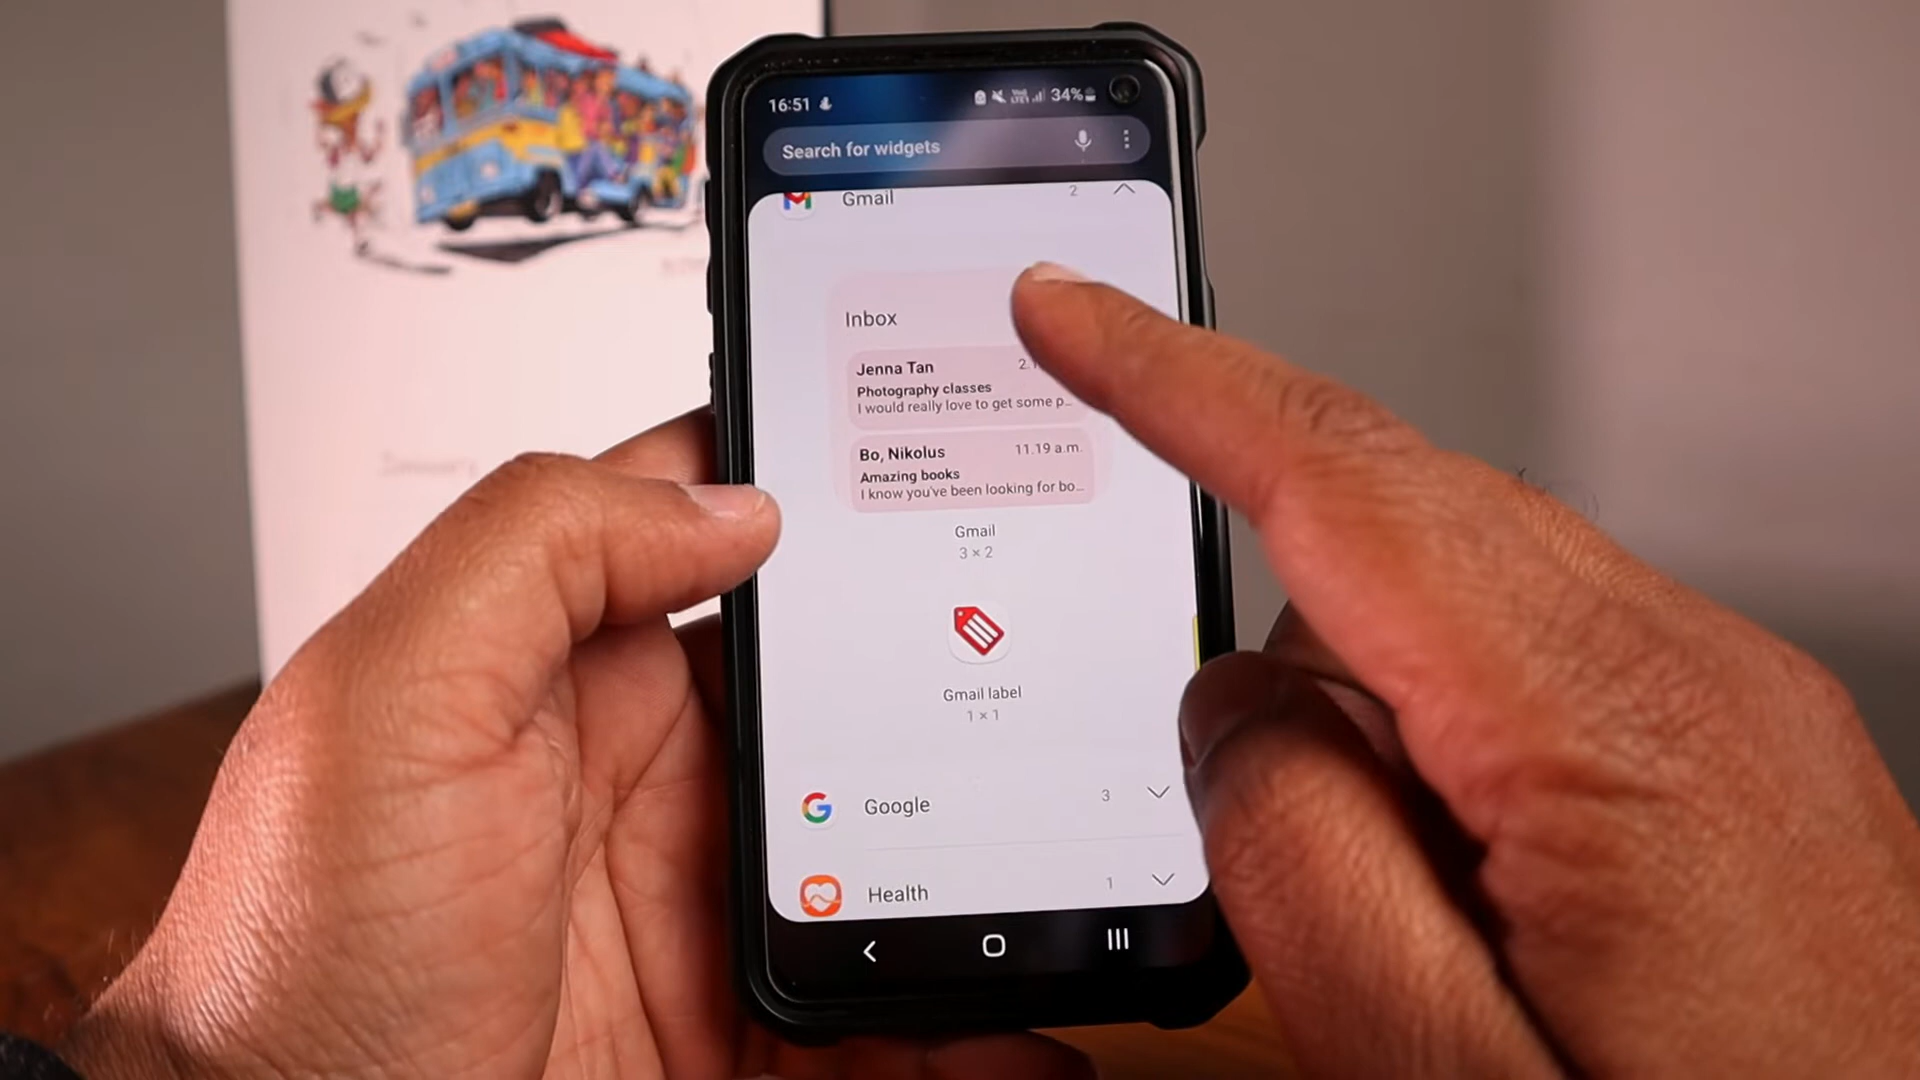 16:51 34%
Search for widgets
Gmail 2
Inbox
Jenna Tan
Photography classes
I would really love to get some p...
Bo, Nikolus 11.19 a.m.
Amazing books
I know you've been looking for bo...
Gmail
3 × 2
Gmail label
1 × 1
Google 3
Health 1
January